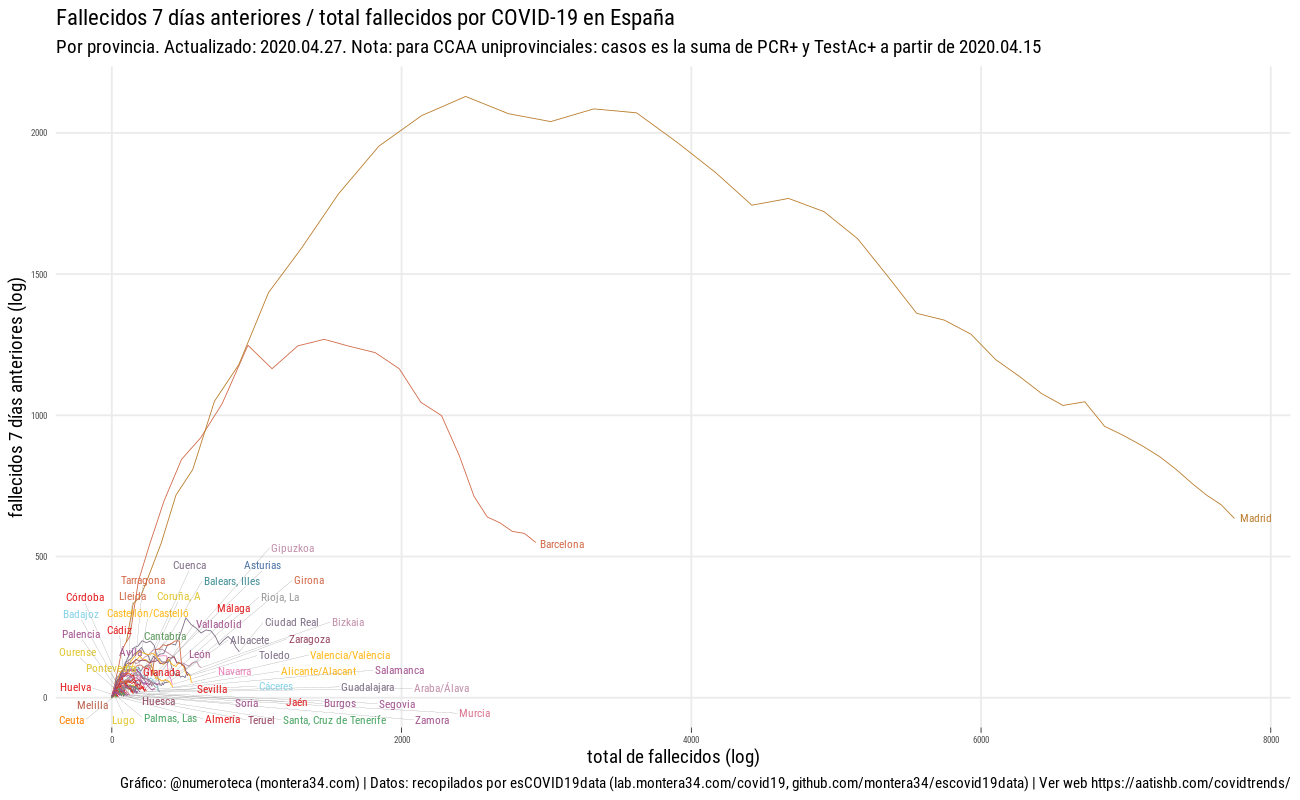 Fallecidos 7 días anteriores / total fallecidos por COVID-19 en España
Por provincia. Actualizado: 2020.04.27. Nota: para CCAA uniprovinciales: casos es la suma de PCR+ y TestAc+ a partir de 2020.04.15
fallecidos 7 días anteriores (log)
2000
1500
1000
500
0
Madrid
Barcelona
Gipuzkoa
Cuenca
Asturias
Tarragona
Balears, Illes
Girona
Córdoba
Lleida
Coruña, A
Rioja, La
Badajoz
Castellón/Castelló
Málaga
Palencia
Cádiz
Valladolid
Ciudad Real
Bizkaia
Cantabria
Albacete
Zaragoza
Ourense
Ávila
León
Toledo
Valencia/València
Pontevedra
Granada
Navarra
Alicante/Alacant
Salamanca
Huelva
Sevilla
Cáceres
Guadalajara
Araba/Álava
Melilla
Huesca
Soria
Jaén
Burgos
Segovia
Murcia
Ceuta
Lugo
Palmas, Las
Almería
Teruel
Santa, Cruz de Tenerife
Zamora
0
2000
4000
6000
8000
total de fallecidos (log)
Gráfico: @numeroteca (montera34.com) | Datos: recopilados por esCOVID19data (lab.montera34.com/covid19, github.com/montera34/escovid19data) | Ver web https://aatishb.com/covidtrends/